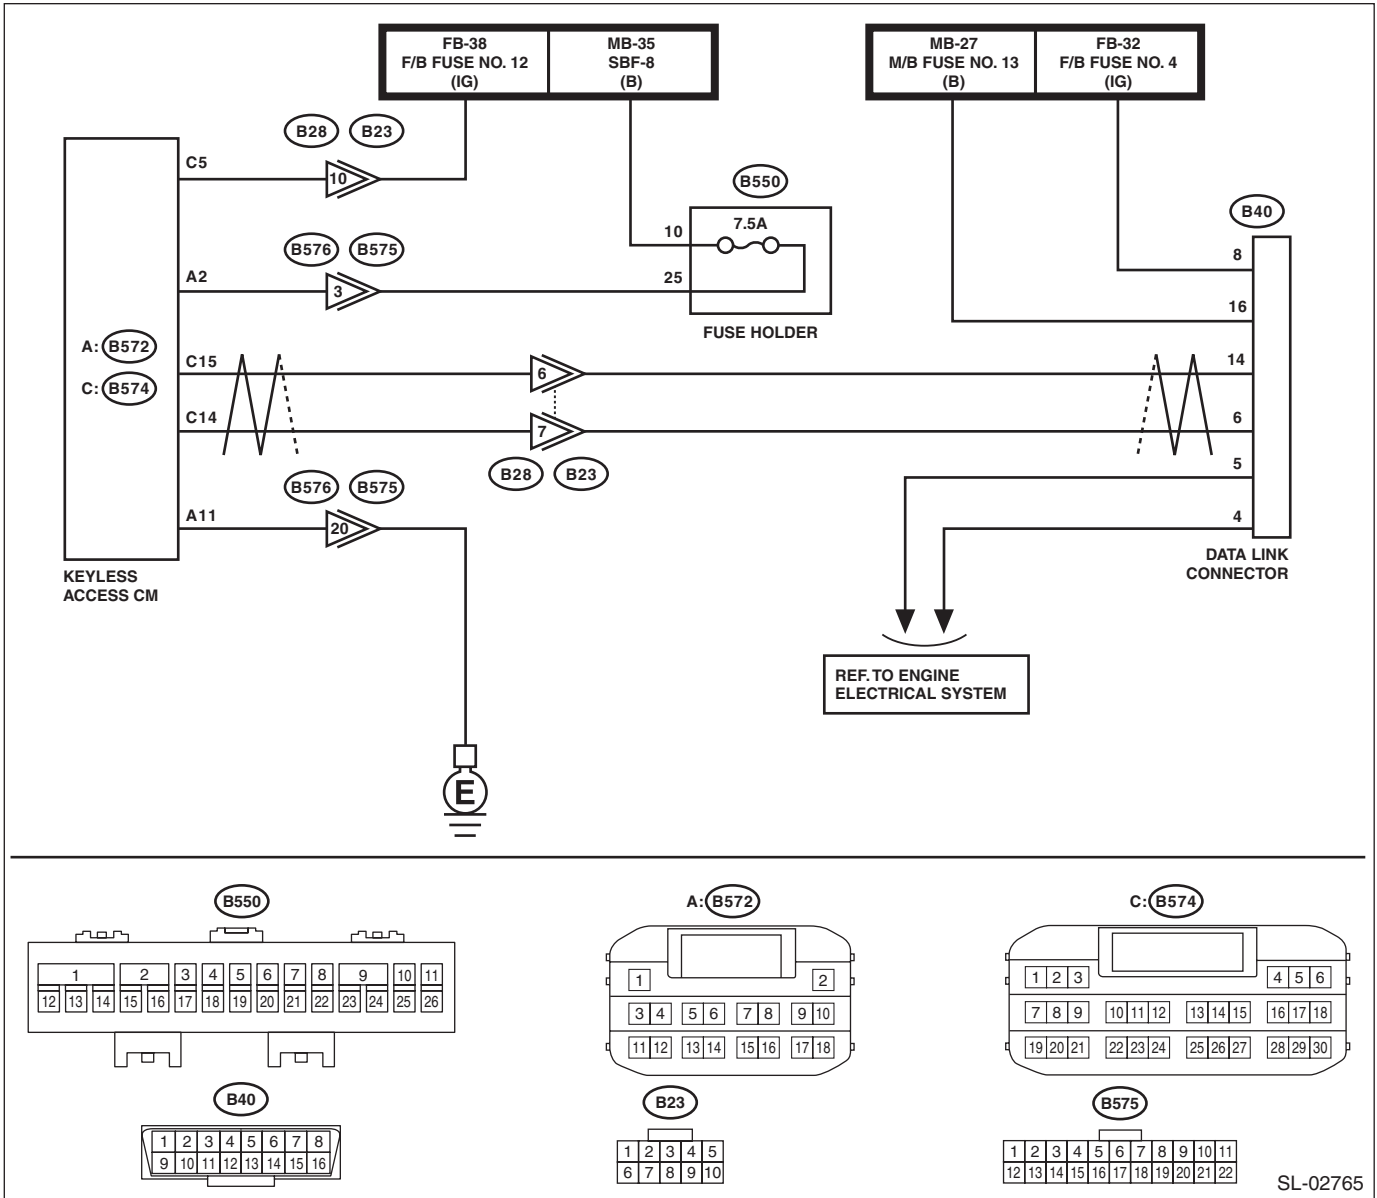 FB-38
F/B FUSE NO. 12
(IG)
MB-35
SBF-8
(B)
MB-27
M/B FUSE NO. 13
(B)
FB-32
F/B FUSE NO. 4
(IG)
B28 B23
C5
10
B550
7.5A
10
25
FUSE HOLDER
B576 B575
A2
3
B40
8
16
14
6
5
4
DATA LINK
CONNECTOR
A: B572
C: B574
C15
6
C14
7
B28 B23
B576 B575
A11
20
KEYLESS
ACCESS CM
REF. TO ENGINE
ELECTRICAL SYSTEM
E
B550
1 2 3 4 5 6 7 8 9 10 11
12 13 14 15 16 17 18 19 20 21 22 23 24 25 26
A: B572
1 2
3 4 5 6 7 8 9 10
11 12 13 14 15 16 17 18
C: B574
1 2 3 4 5 6
7 8 9 10 11 12 13 14 15 16 17 18
19 20 21 22 23 24 25 26 27 28 29 30
B40
1 2 3 4 5 6 7 8
9 10 11 12 13 14 15 16
B23
1 2 3 4 5
6 7 8 9 10
B575
1 2 3 4 5 6 7 8 9 10 11
12 13 14 15 16 17 18 19 20 21 22
SL-02765